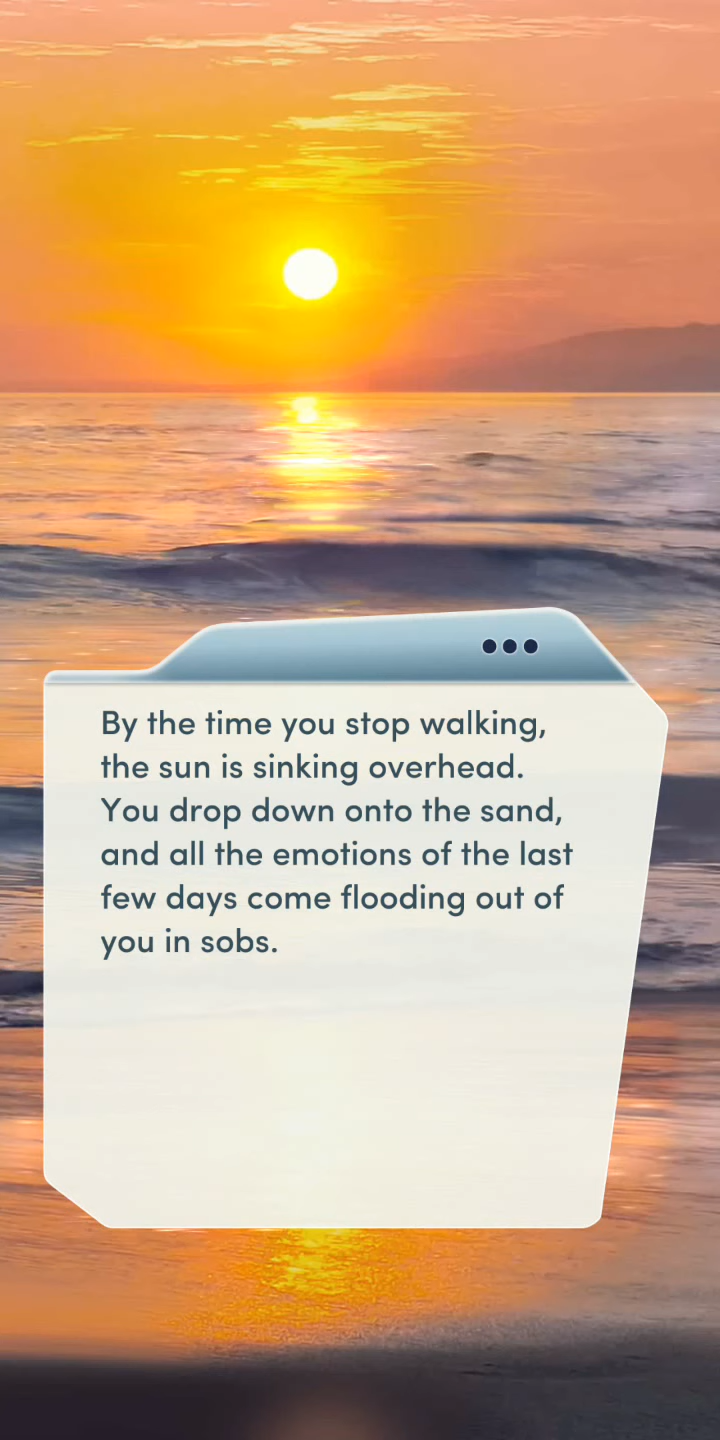 By the time you stop walking,
the sun is sinking overhead.
You drop down onto the sand,
and all the emotions of the last
few days come flooding out of
you in sobs.